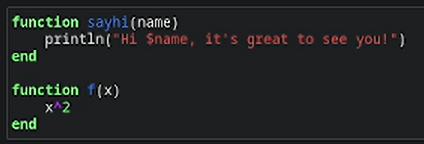 function sayhi(name)
    println("Hi $name, it's great to see you!")
end

function f(x)
    x^2
end